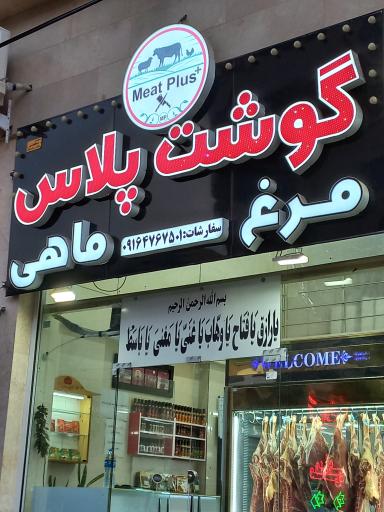 Meat Plus+
گوشت پلاس
مرغ ماهی
سفارشات: ۰۹۱۶۴۷۶۷۵۰۱
بسم الله الرحمن الرحیم
یا رازق یا فتاح یا وهاب یا غنی یا مغنی یا باسط
WELCOME